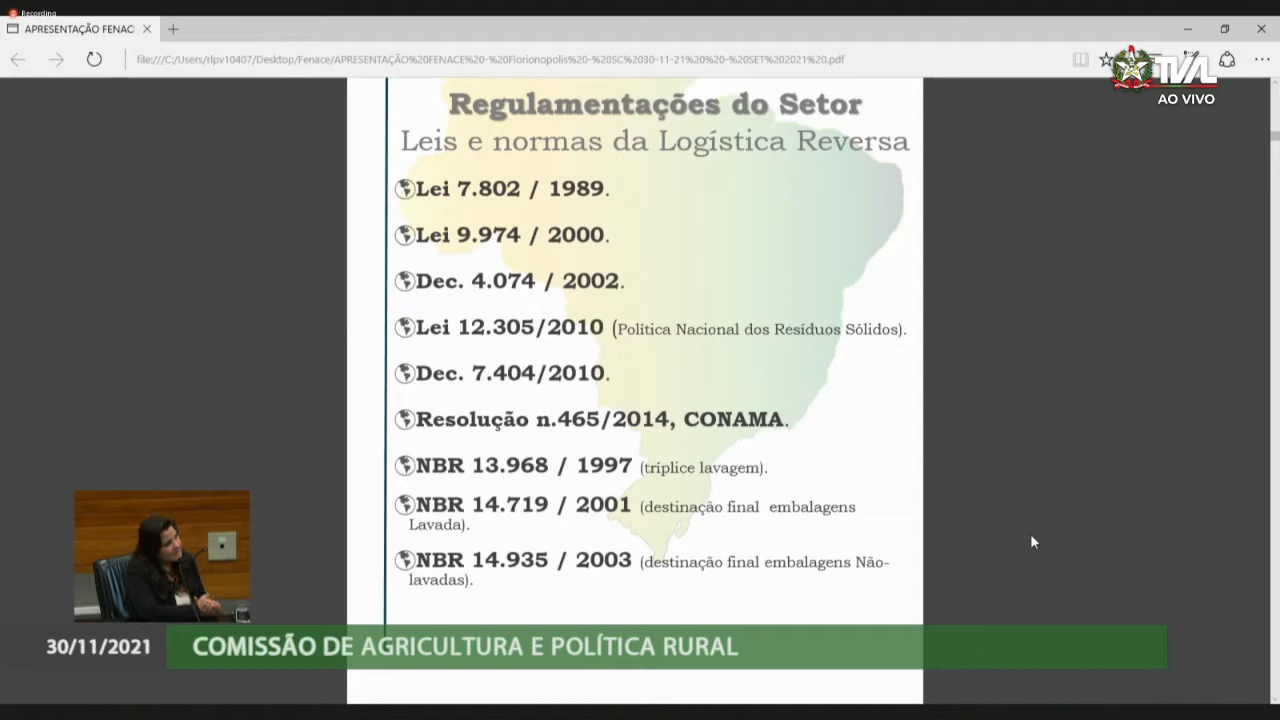 Recording
APRESENTAÇÃO FENAC
file:///C:/Users/rlpv10407/Desktop/Fenace/APRESENTAÇÃO%20FENACE%20-%20Florionopolis%20-%20SC%2030-11-21%20%20-%20SET%202021%20.pdf
TVAL
AO VIVO
Regulamentações do Setor
Leis e normas da Logística Reversa
Lei 7.802 / 1989.
Lei 9.974 / 2000.
Dec. 4.074 / 2002.
Lei 12.305/2010 (Política Nacional dos Resíduos Sólidos).
Dec. 7.404/2010.
Resolução n.465/2014, CONAMA.
NBR 13.968 / 1997 (tríplice lavagem).
NBR 14.719 / 2001 (destinação final embalagens
Lavada).
NBR 14.935 / 2003 (destinação final embalagens Não-
lavadas).
30/11/2021
COMISSÃO DE AGRICULTURA E POLÍTICA RURAL